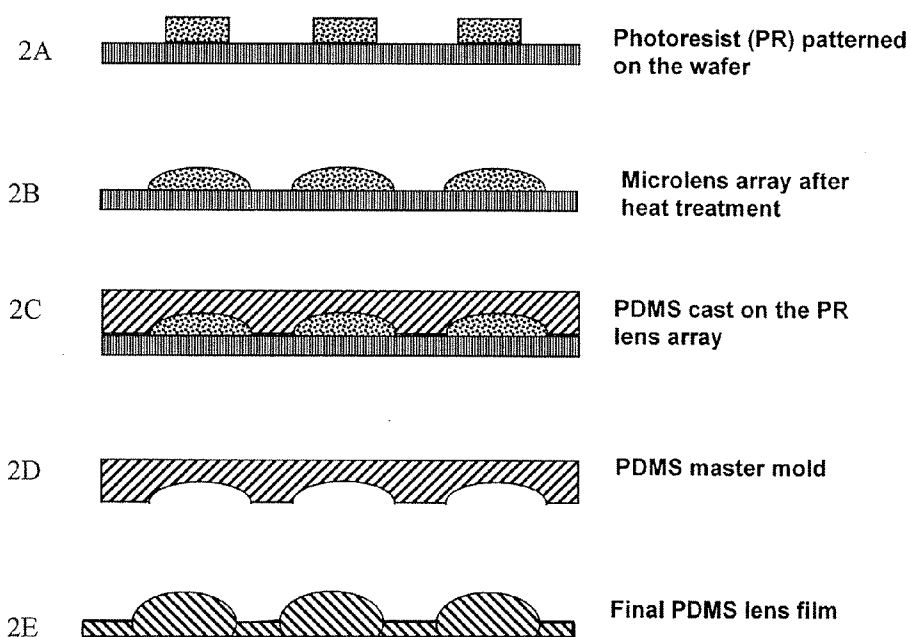 2A
Photoresist (PR) patterned
on the wafer
2B
Microlens array after
heat treatment
2C
PDMS cast on the PR
lens array
2D
PDMS master mold
2E
Final PDMS lens film